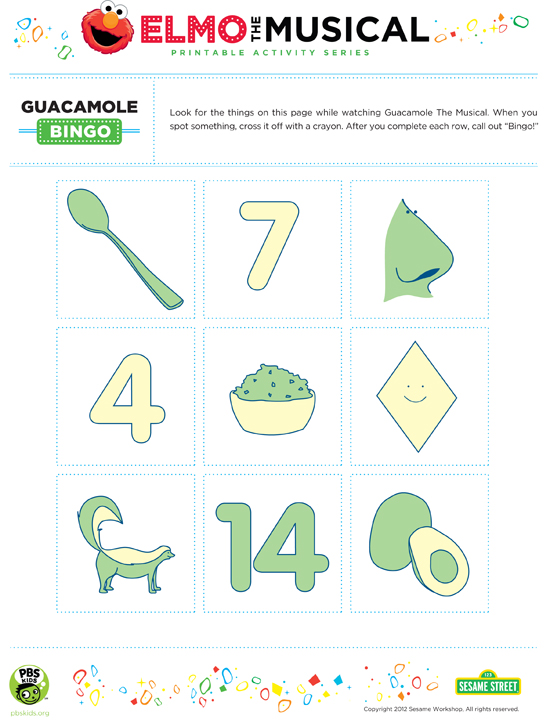 ELMO THE MUSICAL
PRINTABLE ACTIVITY SERIES
GUACAMOLE
BINGO
Look for the things on this page while watching Guacamole The Musical. When you
spot something, cross it off with a crayon. After you complete each row, call out “Bingo!”
7
4
14
PBS
KIDS
pbskids.org
123
SESAME STREET
Copyright 2012 Sesame Workshop. All rights reserved.